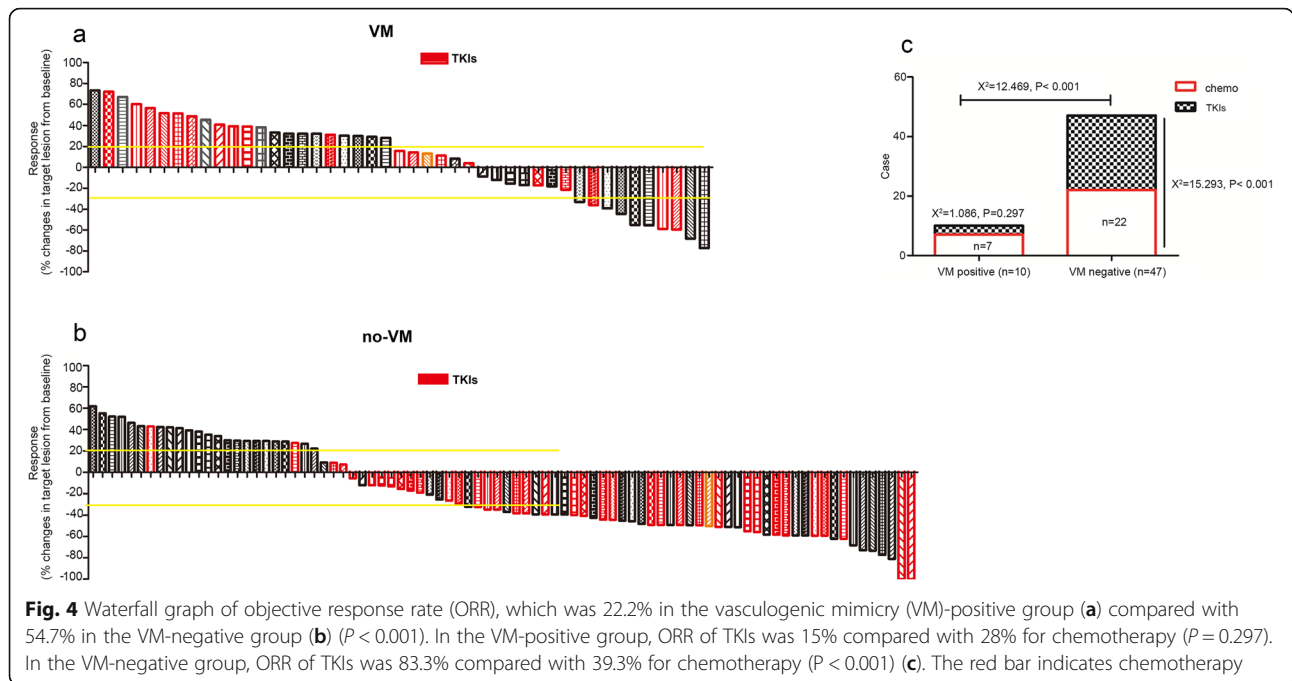 a
VM
TKIs
100
80
60
40
20
0
-20
-40
-60
-80
-100
Response
(% changes in target lesion from baseline)
c
60
40
20
0
Case
X²=12.469, P< 0.001
chemo
TKIs
X²=1.086, P=0.297
n=7
n=22
X²=15.293, P< 0.001
VM positive (n=10)
VM negative (n=47)
b
no-VM
TKIs
100
80
60
40
20
0
-20
-40
-60
-80
-100
Response
(% changes in target lesion from baseline)
Fig. 4 Waterfall graph of objective response rate (ORR), which was 22.2% in the vasculogenic mimicry (VM)-positive group (a) compared with
54.7% in the VM-negative group (b) (P < 0.001). In the VM-positive group, ORR of TKIs was 15% compared with 28% for chemotherapy (P = 0.297).
In the VM-negative group, ORR of TKIs was 83.3% compared with 39.3% for chemotherapy (P < 0.001) (c). The red bar indicates chemotherapy